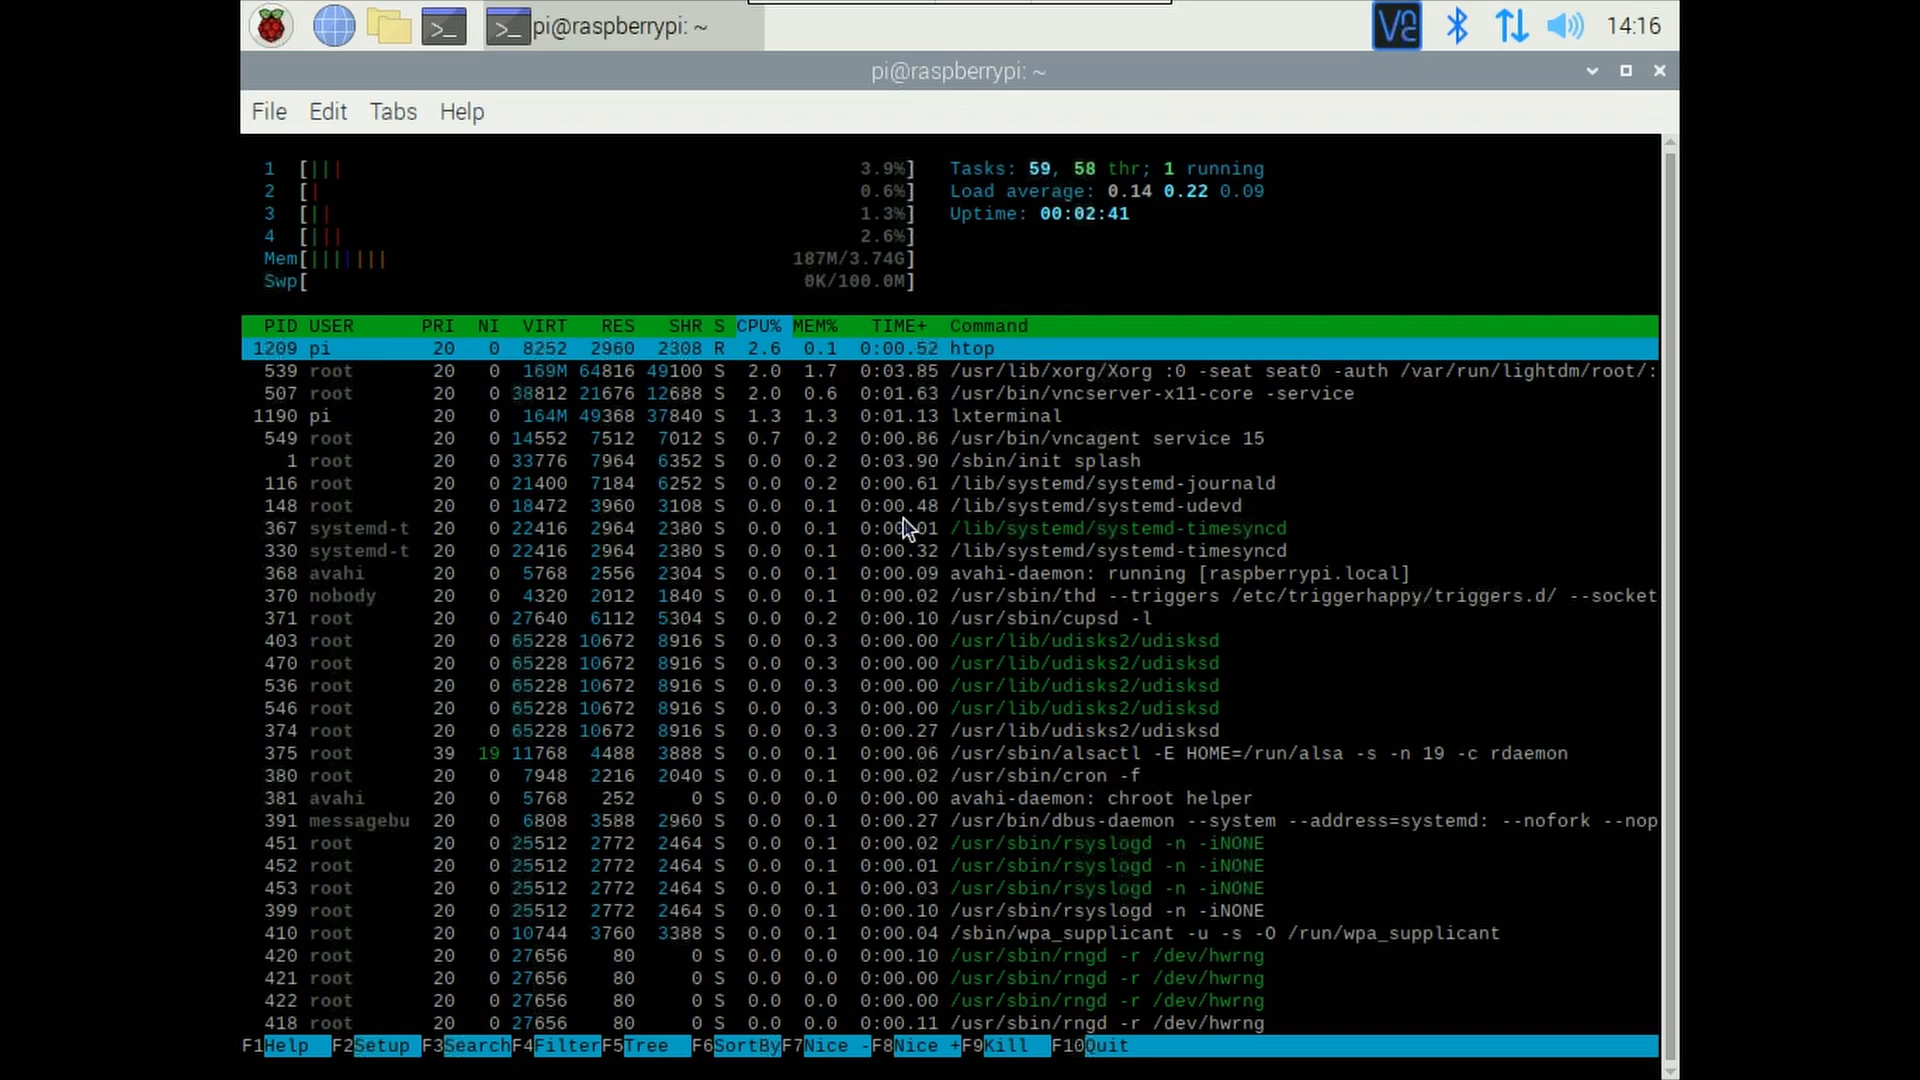 pi@raspberrypi: ~
14:16
pi@raspberrypi: ~
File Edit Tabs Help
1 [||| 3.9%] Tasks: 59, 58 thr; 1 running
2 [| 0.6%] Load average: 0.14 0.22 0.09
3 [|| 1.3%] Uptime: 00:02:41
4 [||| 2.6%]
Mem[||||||| 187M/3.74G]
Swp[ 0K/100.0M]
PID USER PRI NI VIRT RES SHR S CPU% MEM% TIME+ Command
1209 pi 20 0 8252 2960 2308 R 2.6 0.1 0:00.52 htop
539 root 20 0 169M 64816 49100 S 2.0 1.7 0:03.85 /usr/lib/xorg/Xorg :0 -seat seat0 -auth /var/run/lightdm/root/:
507 root 20 0 38812 21676 12688 S 2.0 0.6 0:01.63 /usr/bin/vncserver-x11-core -service
1190 pi 20 0 164M 49368 37840 S 1.3 1.3 0:01.13 lxterminal
549 root 20 0 14552 7512 7012 S 0.7 0.2 0:00.86 /usr/bin/vncagent service 15
1 root 20 0 33776 7964 6352 S 0.0 0.2 0:03.90 /sbin/init splash
116 root 20 0 21400 7184 6252 S 0.0 0.2 0:00.61 /lib/systemd/systemd-journald
148 root 20 0 18472 3960 3108 S 0.0 0.1 0:00.48 /lib/systemd/systemd-udevd
367 systemd-t 20 0 22416 2964 2380 S 0.0 0.1 0:00.01 /lib/systemd/systemd-timesyncd
330 systemd-t 20 0 22416 2964 2380 S 0.0 0.1 0:00.32 /lib/systemd/systemd-timesyncd
368 avahi 20 0 5768 2556 2304 S 0.0 0.1 0:00.09 avahi-daemon: running [raspberrypi.local]
370 nobody 20 0 4320 2012 1840 S 0.0 0.1 0:00.02 /usr/sbin/thd --triggers /etc/triggerhappy/triggers.d/ --socket
371 root 20 0 27640 6112 5304 S 0.0 0.2 0:00.10 /usr/sbin/cupsd -l
403 root 20 0 65228 10672 8916 S 0.0 0.3 0:00.00 /usr/lib/udisks2/udisksd
470 root 20 0 65228 10672 8916 S 0.0 0.3 0:00.00 /usr/lib/udisks2/udisksd
536 root 20 0 65228 10672 8916 S 0.0 0.3 0:00.00 /usr/lib/udisks2/udisksd
546 root 20 0 65228 10672 8916 S 0.0 0.3 0:00.00 /usr/lib/udisks2/udisksd
374 root 20 0 65228 10672 8916 S 0.0 0.3 0:00.27 /usr/lib/udisks2/udisksd
375 root 39 19 11768 4488 3888 S 0.0 0.1 0:00.06 /usr/sbin/alsactl -E HOME=/run/alsa -s -n 19 -c rdaemon
380 root 20 0 7948 2216 2040 S 0.0 0.1 0:00.02 /usr/sbin/cron -f
381 avahi 20 0 5768 252 0 S 0.0 0.0 0:00.00 avahi-daemon: chroot helper
391 messagebu 20 0 6808 3588 2960 S 0.0 0.1 0:00.27 /usr/bin/dbus-daemon --system --address=systemd: --nofork --nop
451 root 20 0 25512 2772 2464 S 0.0 0.1 0:00.02 /usr/sbin/rsyslogd -n -iNONE
452 root 20 0 25512 2772 2464 S 0.0 0.1 0:00.01 /usr/sbin/rsyslogd -n -iNONE
453 root 20 0 25512 2772 2464 S 0.0 0.1 0:00.03 /usr/sbin/rsyslogd -n -iNONE
399 root 20 0 25512 2772 2464 S 0.0 0.1 0:00.10 /usr/sbin/rsyslogd -n -iNONE
410 root 20 0 10744 3760 3388 S 0.0 0.1 0:00.04 /sbin/wpa_supplicant -u -s -O /run/wpa_supplicant
420 root 20 0 27656 80 0 S 0.0 0.0 0:00.10 /usr/sbin/rngd -r /dev/hwrng
421 root 20 0 27656 80 0 S 0.0 0.0 0:00.00 /usr/sbin/rngd -r /dev/hwrng
422 root 20 0 27656 80 0 S 0.0 0.0 0:00.00 /usr/sbin/rngd -r /dev/hwrng
418 root 20 0 27656 80 0 S 0.0 0.0 0:00.11 /usr/sbin/rngd -r /dev/hwrng
F1Help F2Setup F3SearchF4FilterF5Tree F6SortByF7Nice -F8Nice +F9Kill F10Quit